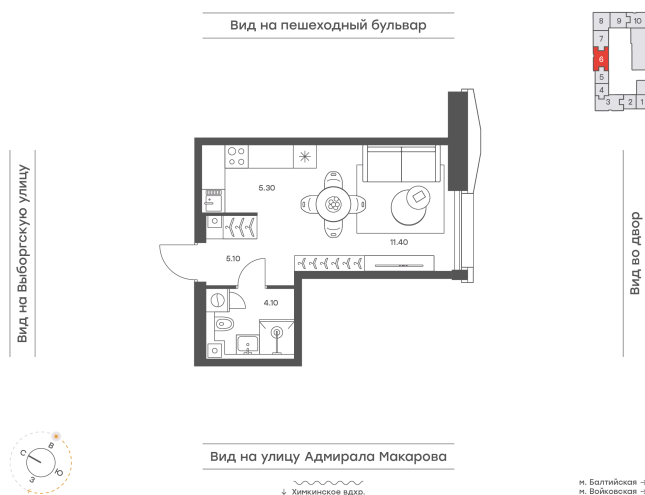 Вид на пешеходный бульвар
8 9 10
7
6
5
4
3 2 1
Вид на Выборгскую улицу
5.30
11.40
5.10
4.10
Вид во двор
С
В
Ю
З
Вид на улицу Адмирала Макарова
↓ Химкинское вдхр.
м. Балтийская →
м. Войковская →